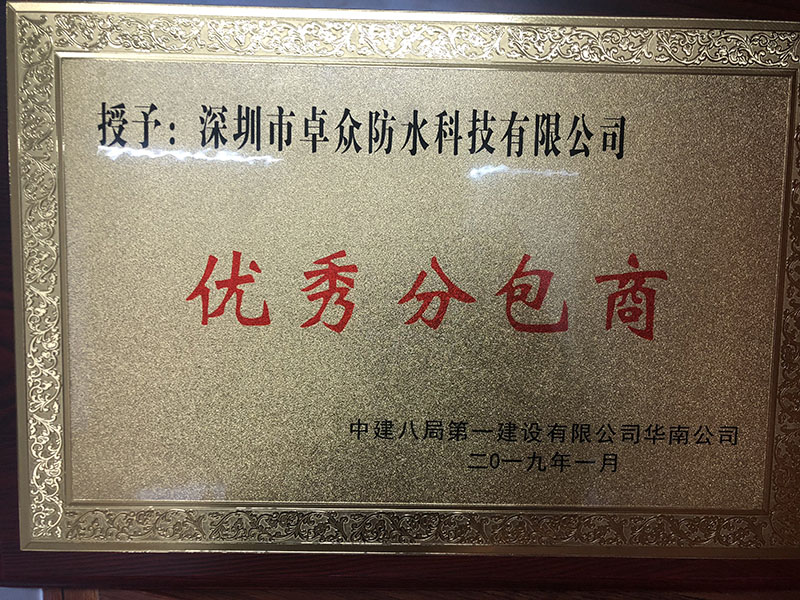 授予：深圳市卓众防水科技有限公司
优秀分包商
中建八局第一建设有限公司华南公司
二0一九年一月